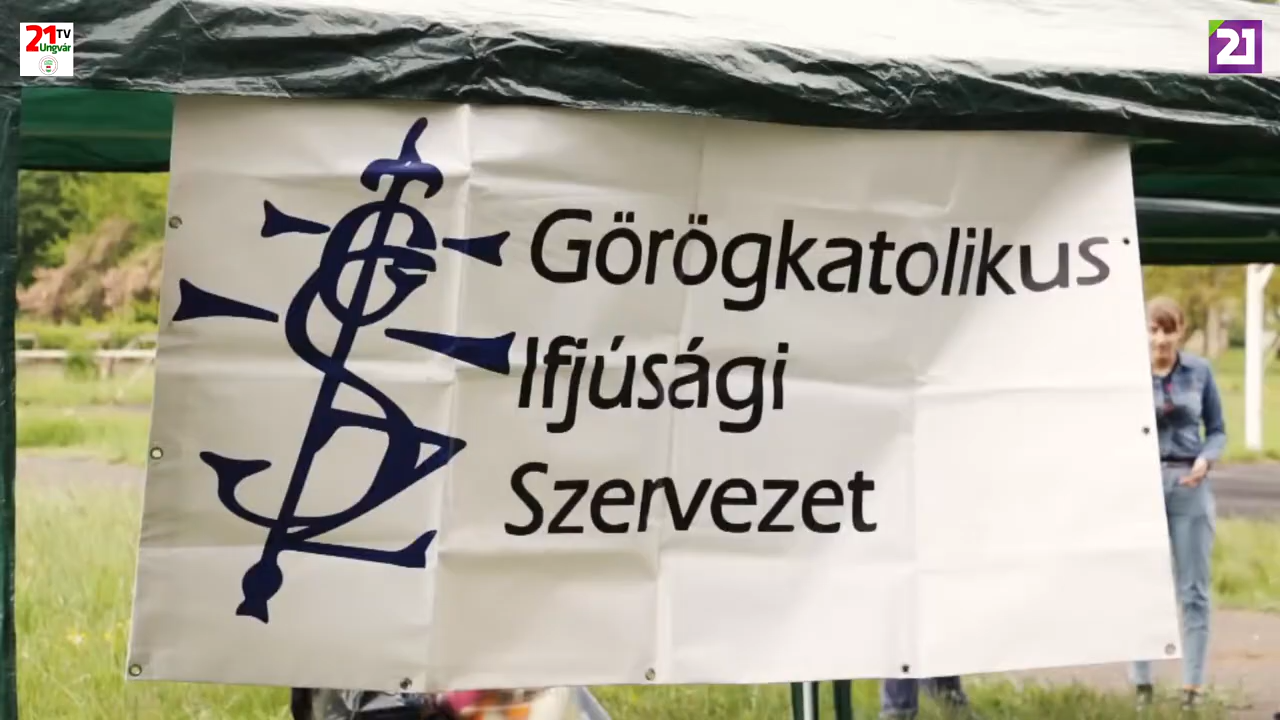 21 TV
Ungvár
21
Görögkatolikus
Ifjúsági
Szervezet